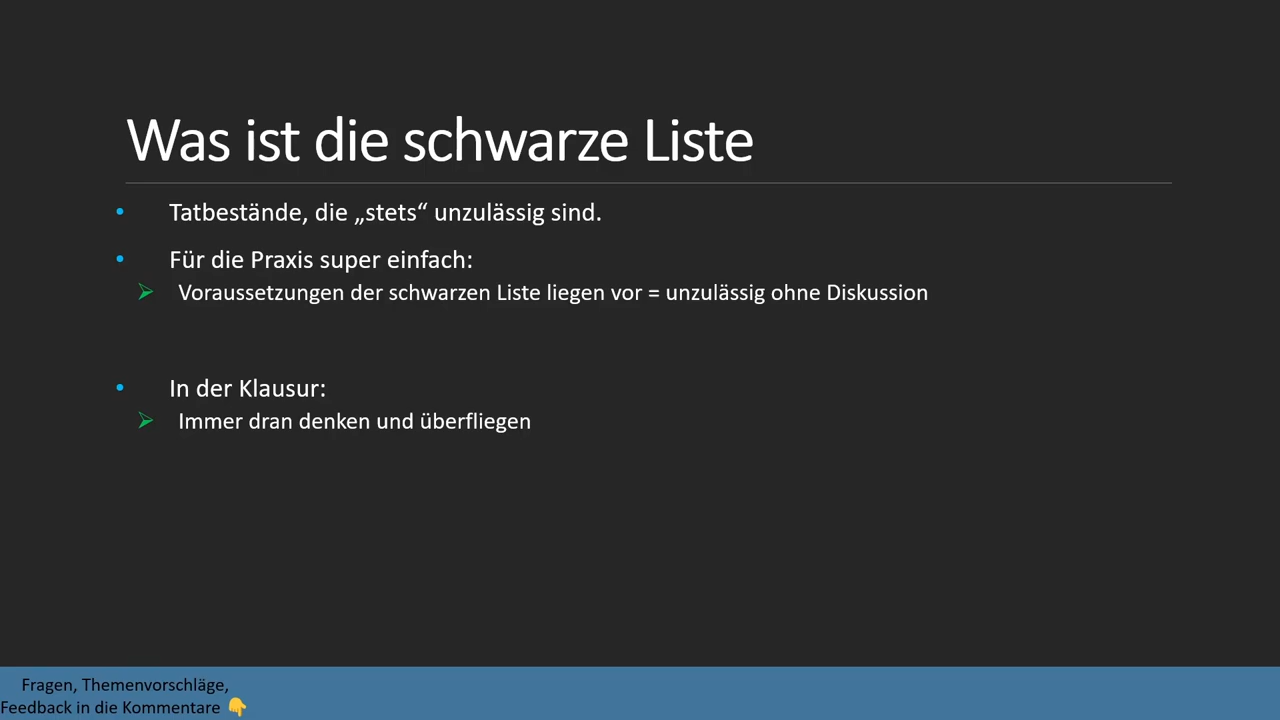 Was ist die schwarze Liste
• Tatbestände, die „stets“ unzulässig sind.
• Für die Praxis super einfach:
➢ Voraussetzungen der schwarzen Liste liegen vor = unzulässig ohne Diskussion
• In der Klausur:
➢ Immer dran denken und überfliegen
Fragen, Themenvorschläge,
Feedback in die Kommentare 👇